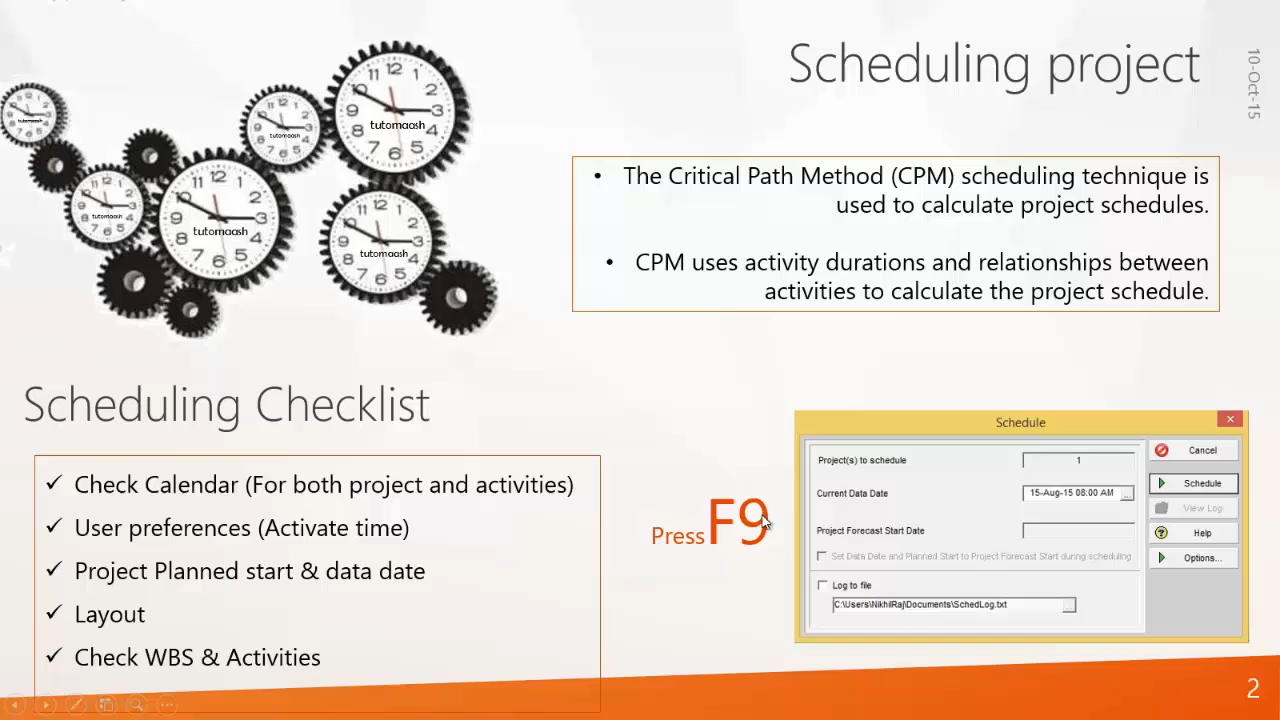 Scheduling project
10-Oct-15
tutomaash
tutomaash
tutomaash
tutomaash
tutomaash
tutomaash
• The Critical Path Method (CPM) scheduling technique is
used to calculate project schedules.
• CPM uses activity durations and relationships between
activities to calculate the project schedule.
Scheduling Checklist
✓ Check Calendar (For both project and activities)
✓ User preferences (Activate time)
✓ Project Planned start & data date
✓ Layout
✓ Check WBS & Activities
Press F9
Schedule
Project(s) to schedule 1
Current Data Date 15-Aug-15 08:00 AM ...
Project Forecast Start Date
Set Data Date and Planned Start to Project Forecast Start during scheduling
Log to file
C:\Users\NikhilRaj\Documents\SchedLog.txt ...
Cancel
Schedule
View Log
Help
Options...
2